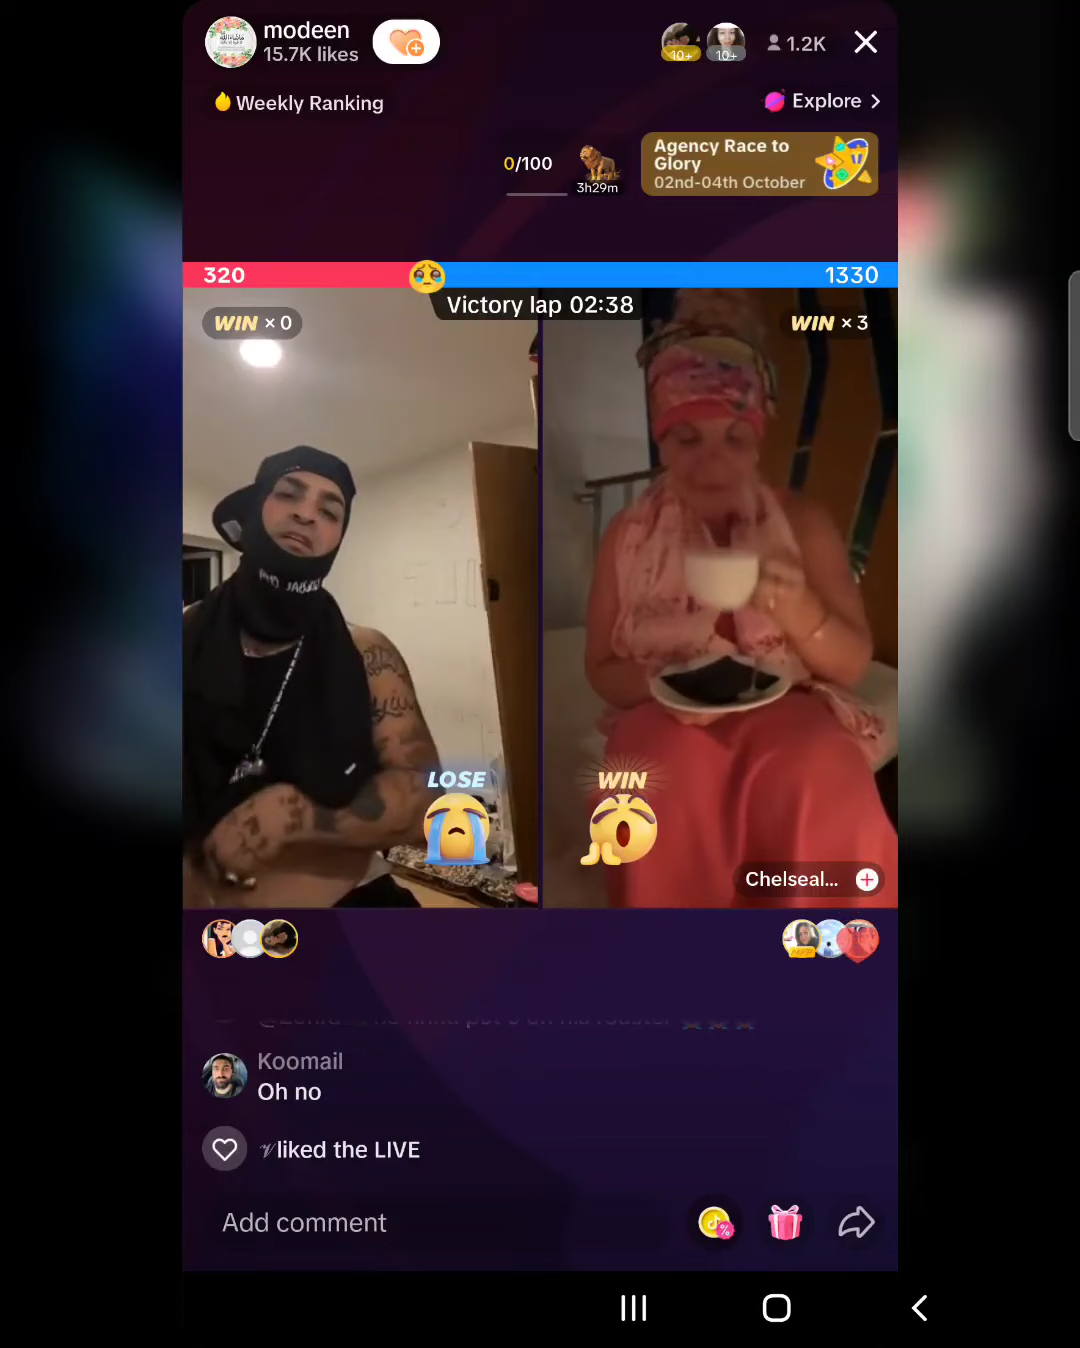 modeen
15.7K likes
10+
10+
1.2K
Weekly Ranking
Explore
0/100
3h29m
Agency Race to
Glory
02nd-04th October
320
1330
Victory lap 02:38
WIN × 0
WIN × 3
LOSE
WIN
Chelseal...
Koomail
Oh no
liked the LIVE
Add comment